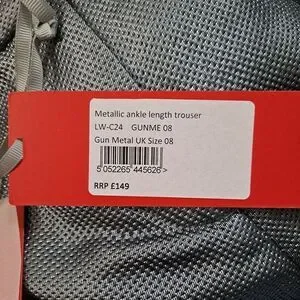 Metallic ankle length trouser
LW-C24 GUNME 08
Gun Metal UK Size 08
5 052265 445626 >
RRP £149